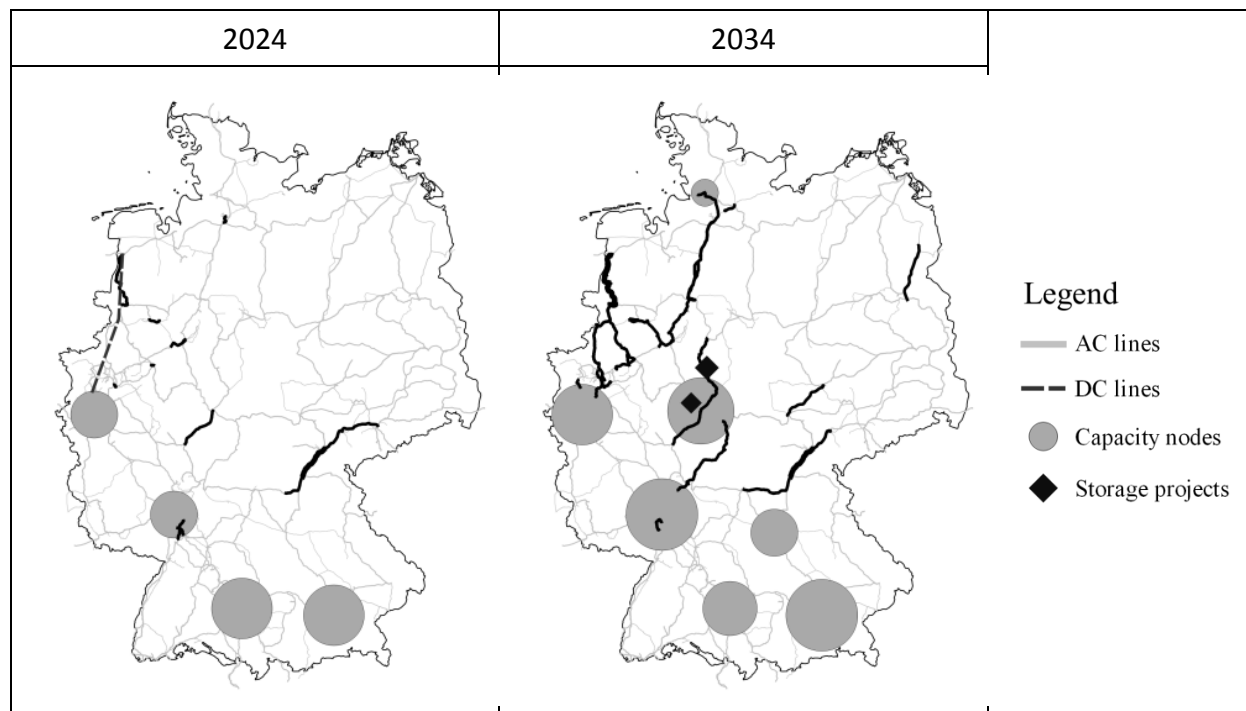 2024
2034
Legend
AC lines
DC lines
Capacity nodes
Storage projects